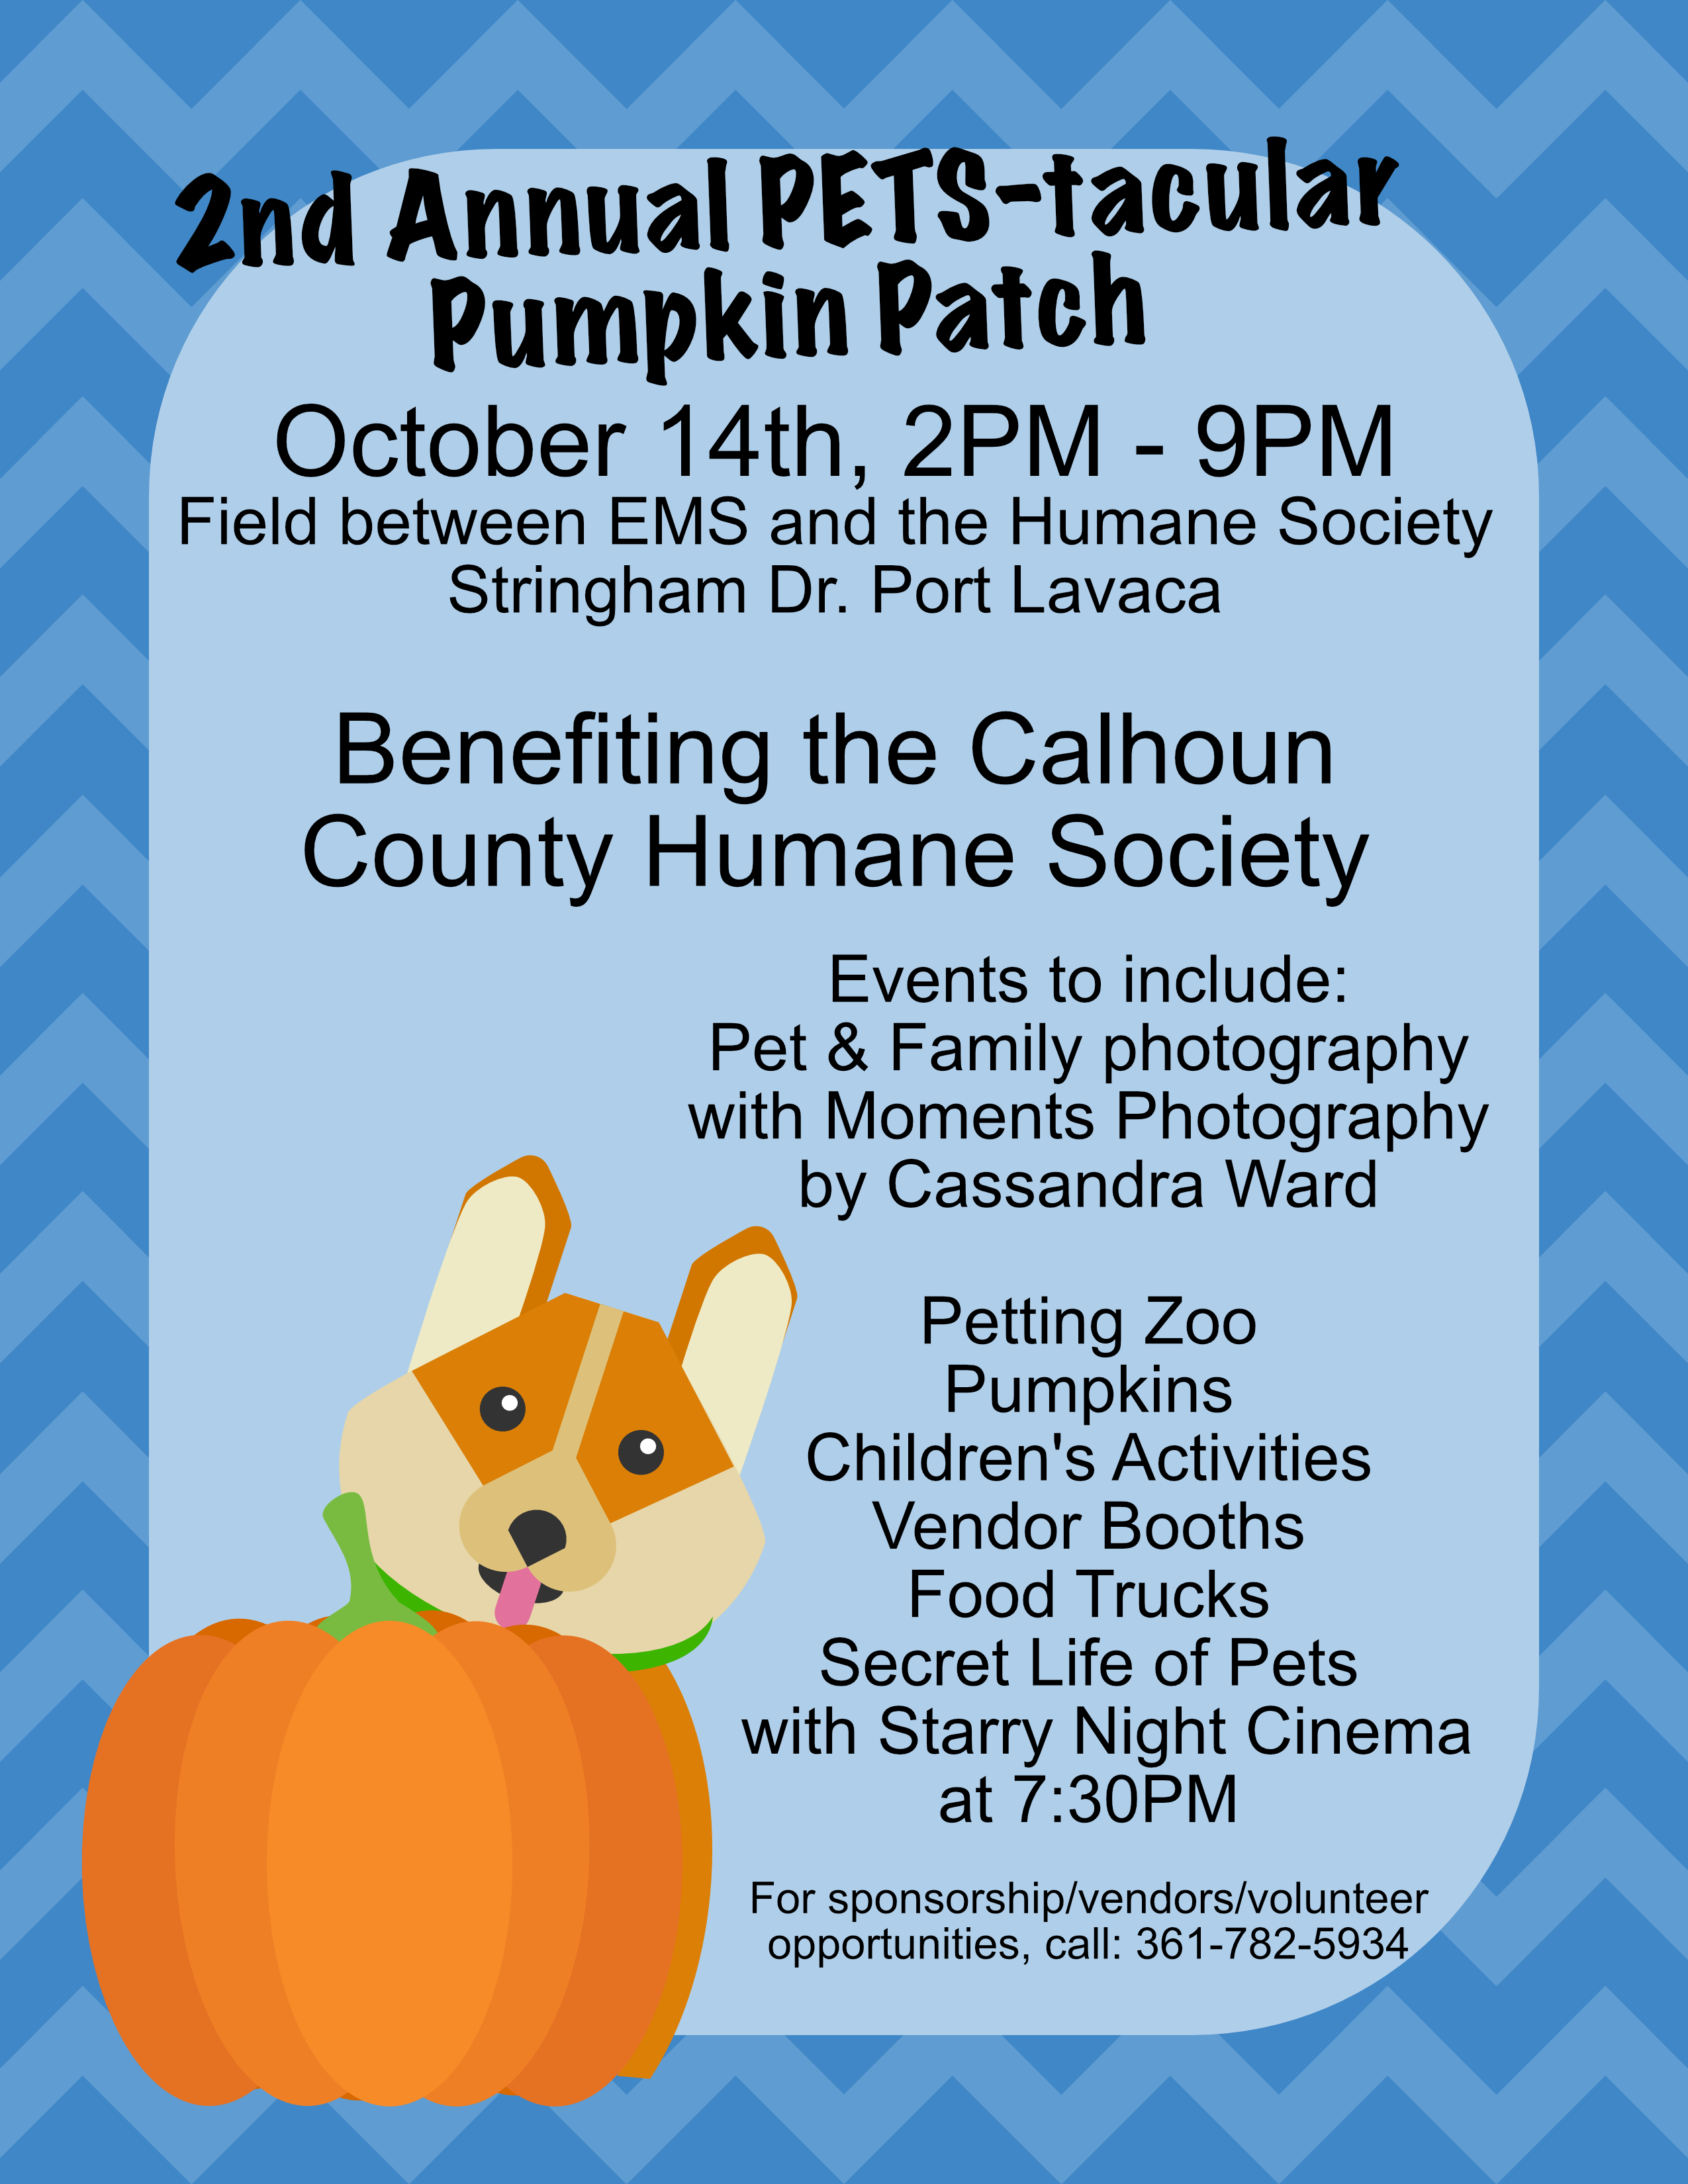 2nd Annual PETS-tacular
Pumpkin Patch
October 14th, 2PM - 9PM
Field between EMS and the Humane Society
Stringham Dr. Port Lavaca
Benefiting the Calhoun
County Humane Society
Events to include:
Pet & Family photography
with Moments Photography
by Cassandra Ward
Petting Zoo
Pumpkins
Children's Activities
Vendor Booths
Food Trucks
Secret Life of Pets
with Starry Night Cinema
at 7:30PM
For sponsorship/vendors/volunteer
opportunities, call: 361-782-5934